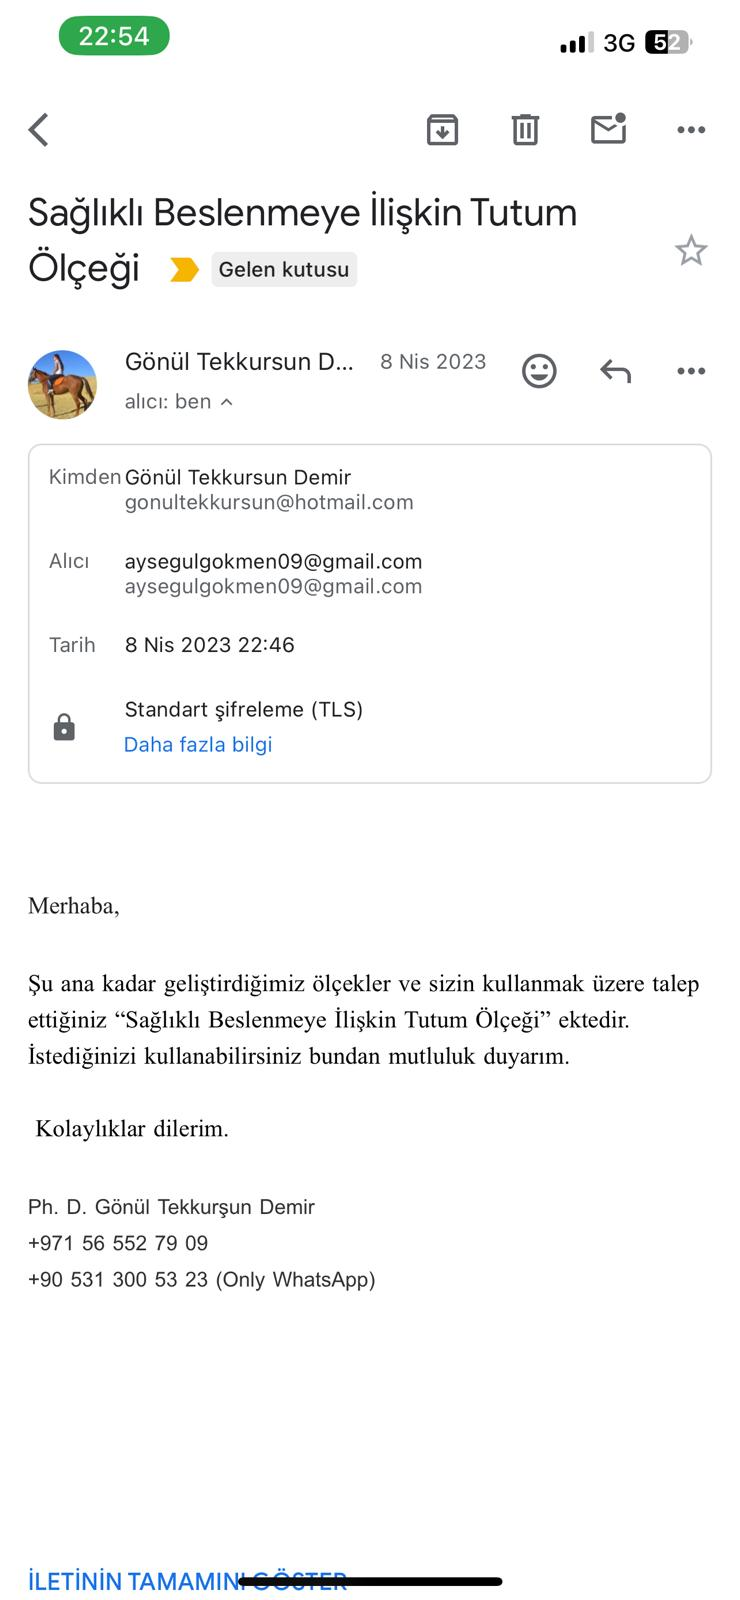 22:54
3G 52
Sağlıklı Beslenmeye İlişkin Tutum
Ölçeği Gelen kutusu
Gönül Tekkursun D... 8 Nis 2023
alıcı: ben
Kimden Gönül Tekkursun Demir
gonultekkursun@hotmail.com
Alıcı aysegulgokmen09@gmail.com
aysegulgokmen09@gmail.com
Tarih 8 Nis 2023 22:46
Standart şifreleme (TLS)
Daha fazla bilgi
Merhaba,
Şu ana kadar geliştirdiğimiz ölçekler ve sizin kullanmak üzere talep
ettiğiniz “Sağlıklı Beslenmeye İlişkin Tutum Ölçeği” ektedir.
İstediğinizi kullanabilirsiniz bundan mutluluk duyarım.
Kolaylıklar dilerim.
Ph. D. Gönül Tekkurşun Demir
+971 56 552 79 09
+90 531 300 53 23 (Only WhatsApp)
İLETİNİN TAMAMINI GÖSTER